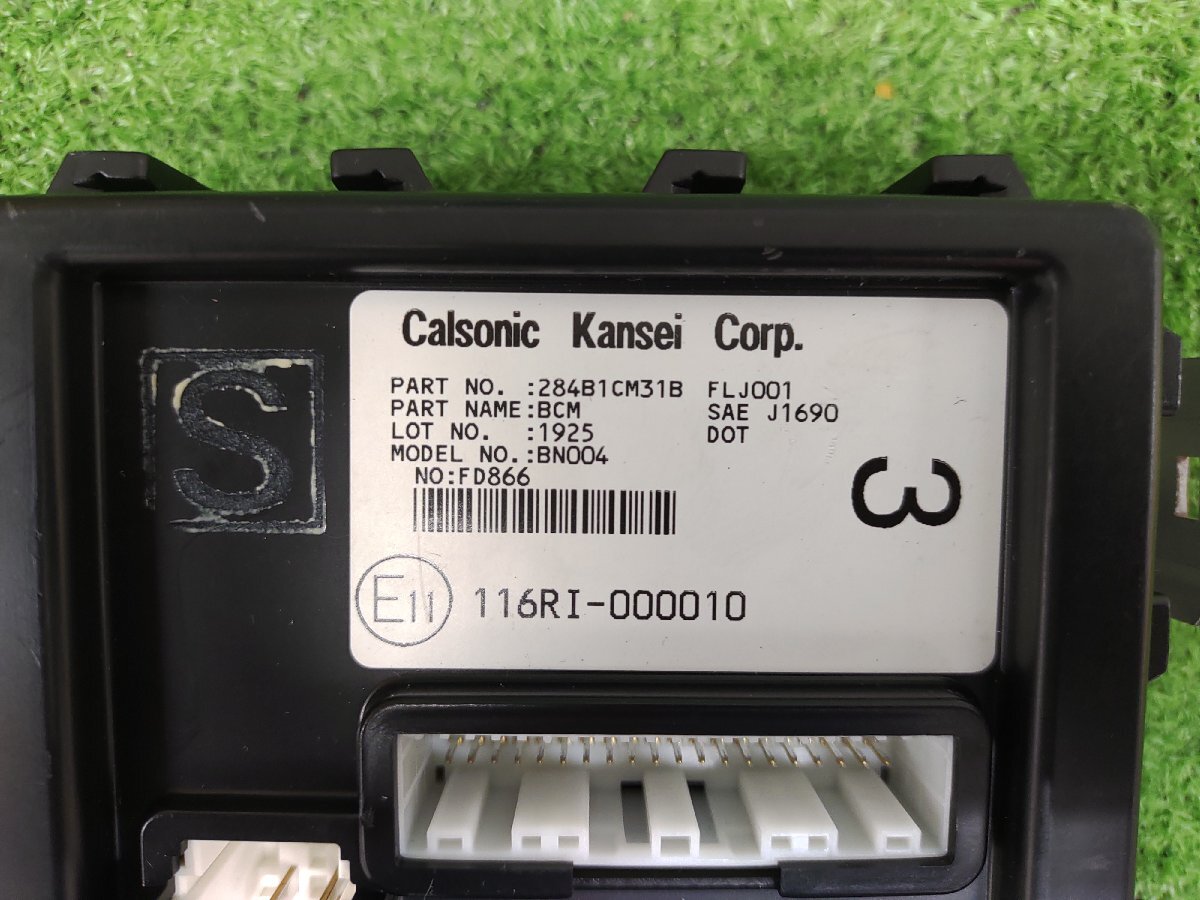 Calsonic Kansei Corp.
PART NO. :284B1CM31B FLJ001
PART NAME:BCM SAE J1690
LOT NO. :1925 DOT
MODEL NO.:BN004
NO:FD866
S
3
E11 116RI-000010